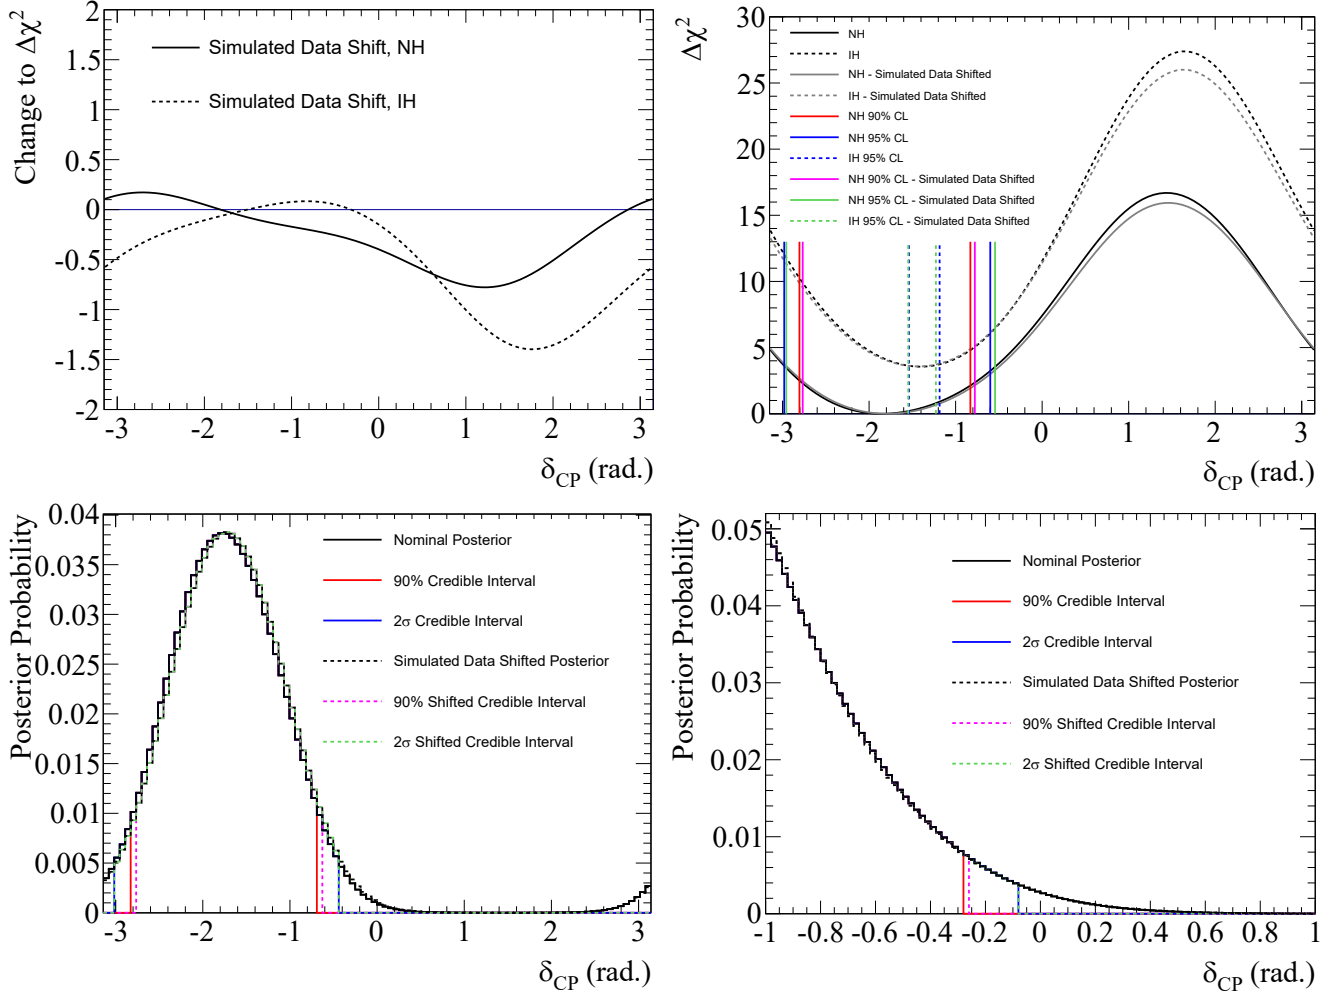 Change to Δχ²
2
1.5
1
0.5
0
-0.5
-1
-1.5
-2
Simulated Data Shift, NH
Simulated Data Shift, IH
-3 -2 -1 0 1 2 3
δCP (rad.)
Δχ²
30
25
20
15
10
5
0
NH
IH
NH - Simulated Data Shifted
IH - Simulated Data Shifted
NH 90% CL
NH 95% CL
IH 95% CL
NH 90% CL - Simulated Data Shifted
NH 95% CL - Simulated Data Shifted
IH 95% CL - Simulated Data Shifted
-3 -2 -1 0 1 2 3
δCP (rad.)
Posterior Probability
0.04
0.035
0.03
0.025
0.02
0.015
0.01
0.005
0
Nominal Posterior
90% Credible Interval
2σ Credible Interval
Simulated Data Shifted Posterior
90% Shifted Credible Interval
2σ Shifted Credible Interval
-3 -2 -1 0 1 2 3
δCP (rad.)
Posterior Probability
0.05
0.04
0.03
0.02
0.01
0
Nominal Posterior
90% Credible Interval
2σ Credible Interval
Simulated Data Shifted Posterior
90% Shifted Credible Interval
2σ Shifted Credible Interval
-1 -0.8 -0.6 -0.4 -0.2 0 0.2 0.4 0.6 0.8 1
δCP (rad.)